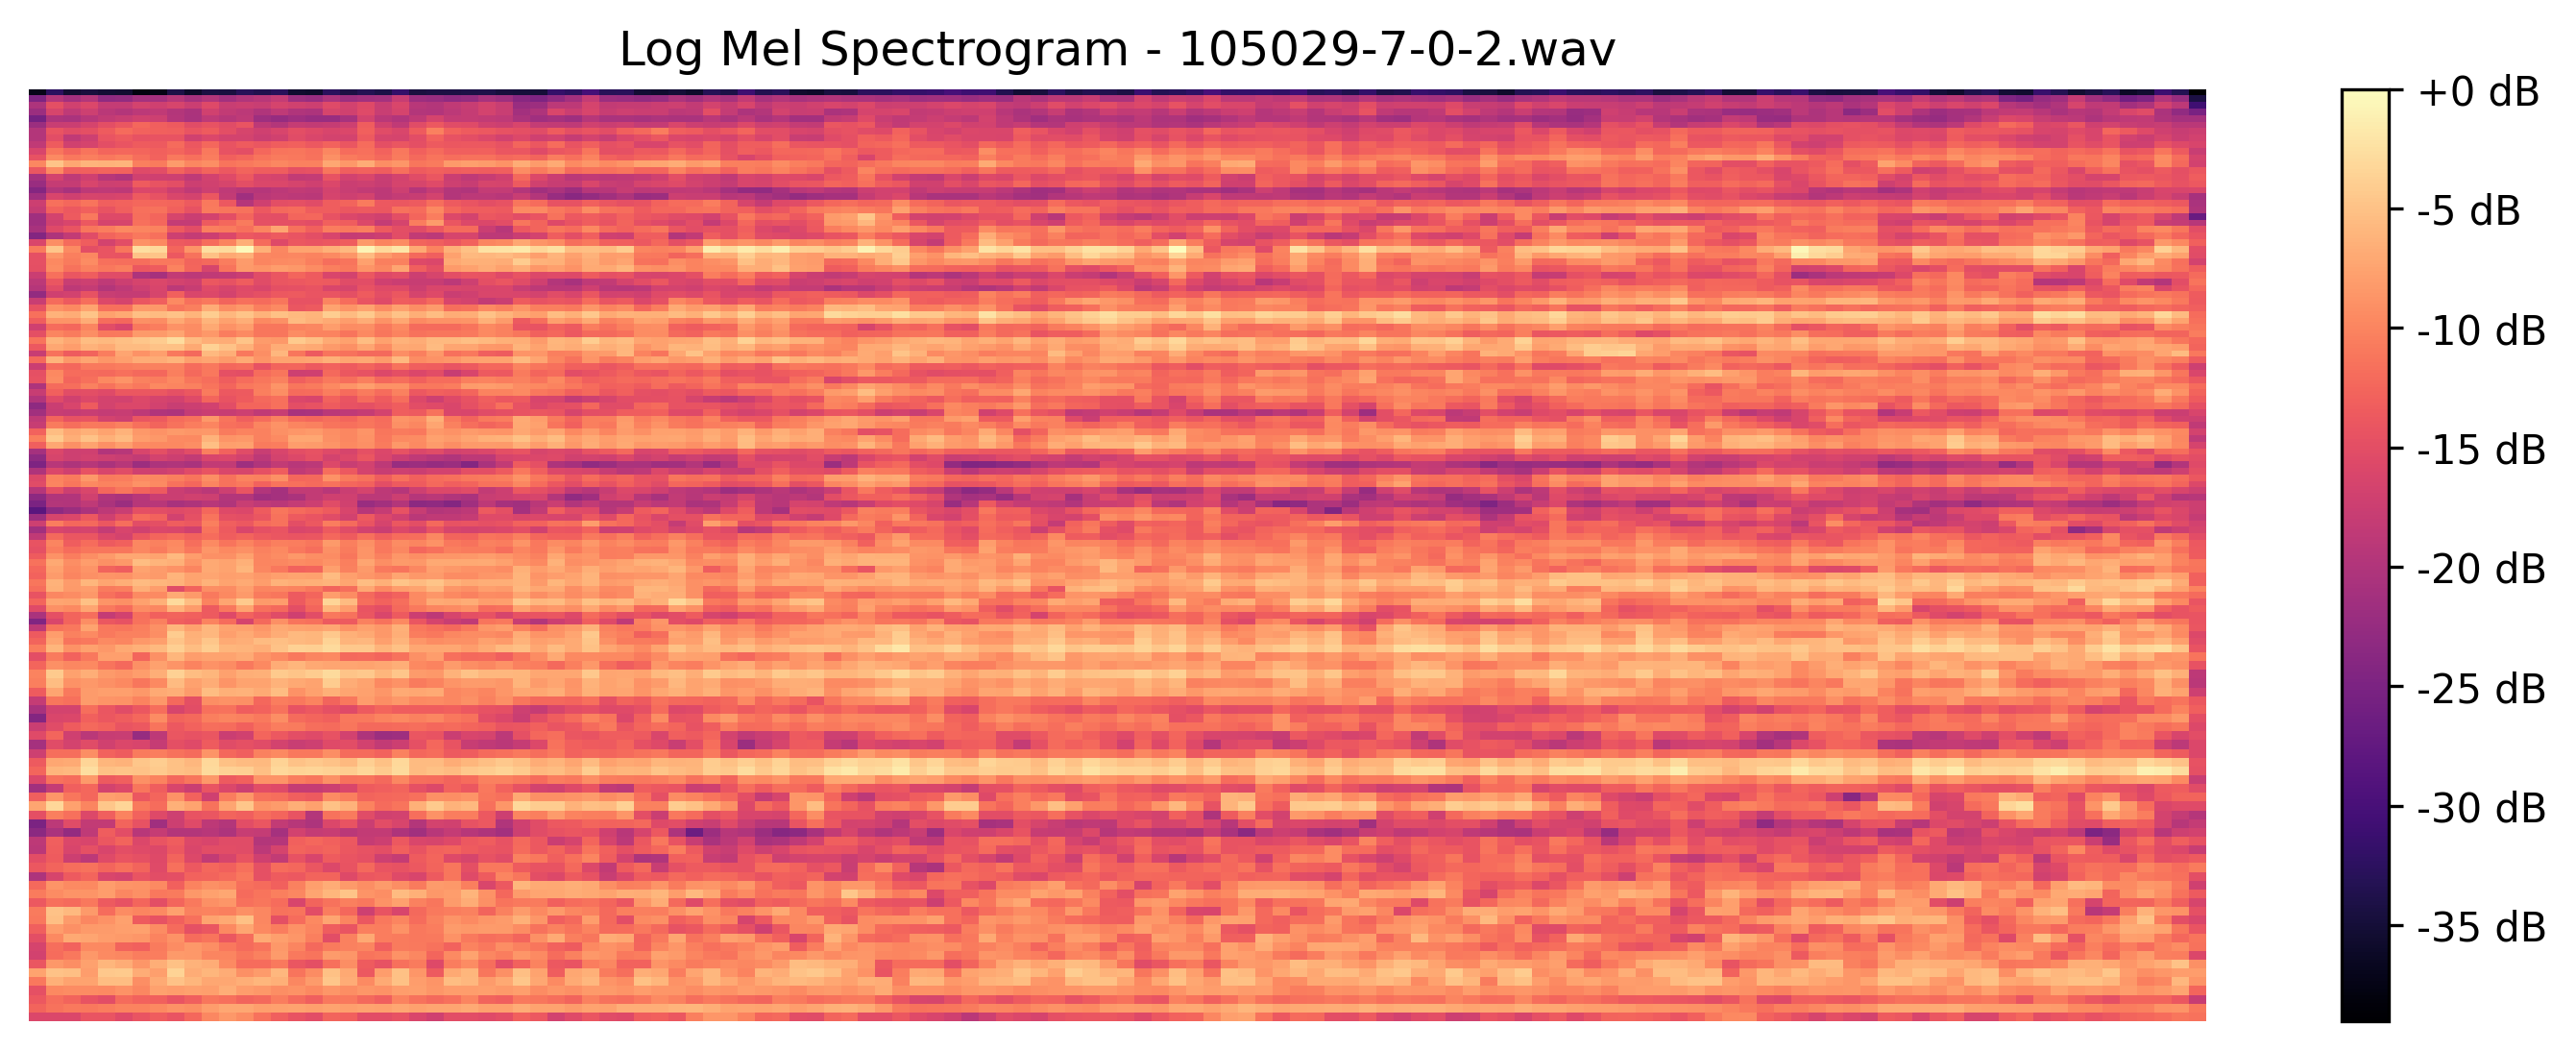 Log Mel Spectrogram - 105029-7-0-2.wav
+0 dB
-5 dB
-10 dB
-15 dB
-20 dB
-25 dB
-30 dB
-35 dB